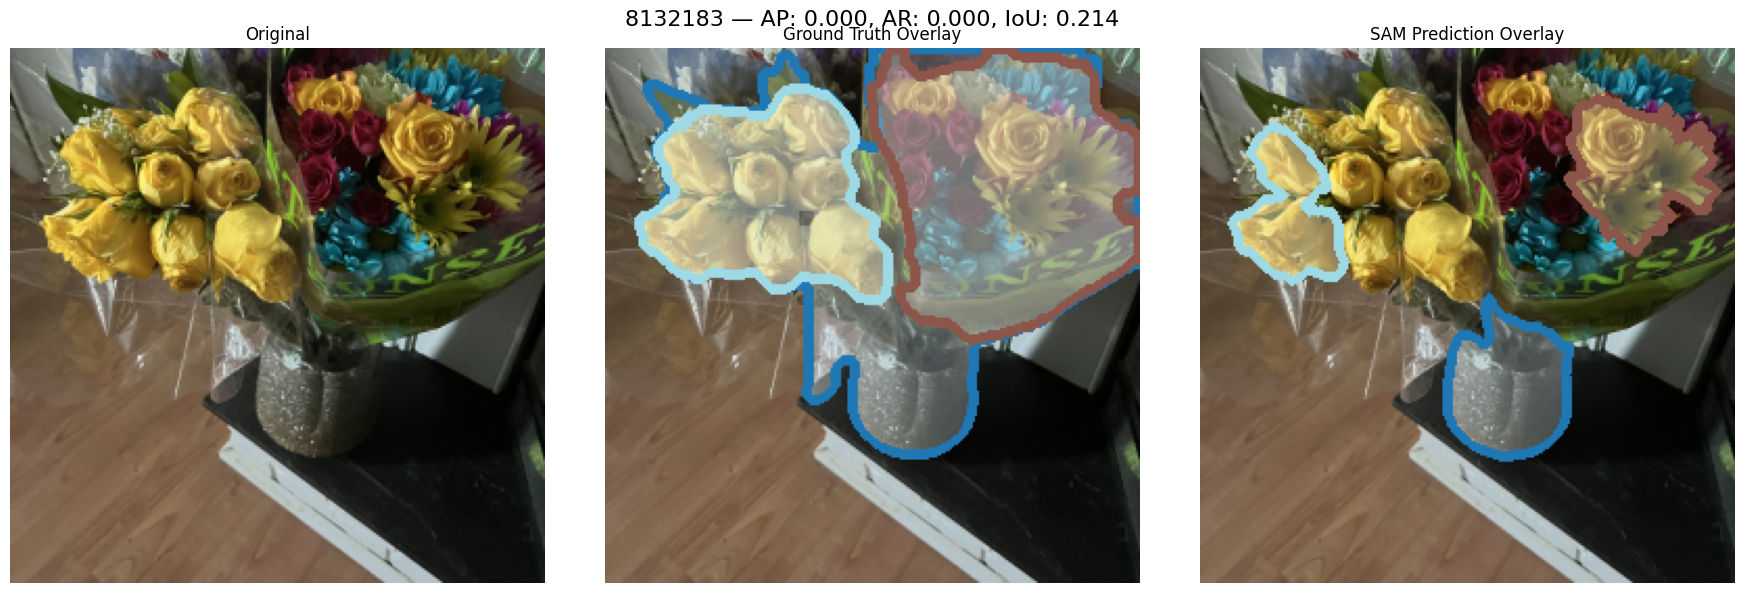 8132183 — AP: 0.000, AR: 0.000, IoU: 0.214
Original
Ground Truth Overlay
SAM Prediction Overlay